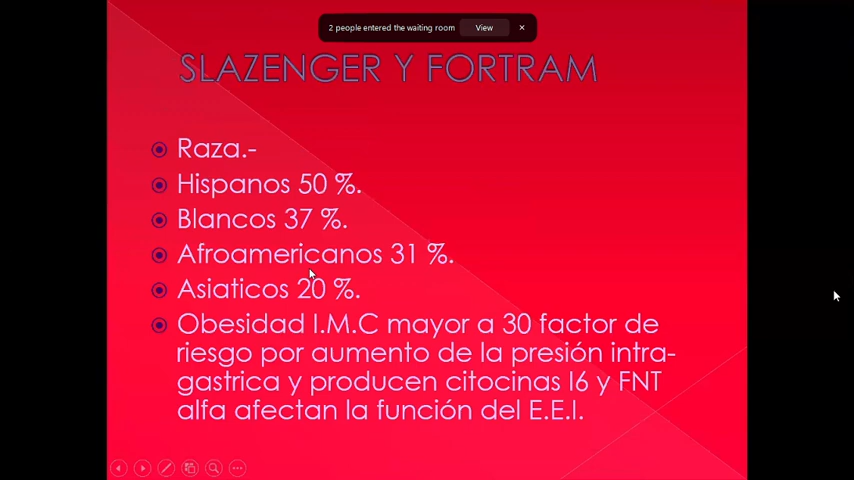 2 people entered the waiting room View
SLAZENGER Y FORTRAM
Raza.-
Hispanos 50 %.
Blancos 37 %.
Afroamericanos 31 %.
Asiaticos 20 %.
Obesidad I.M.C mayor a 30 factor de
riesgo por aumento de la presión intra-
gastrica y producen citocinas I6 y FNT
alfa afectan la función del E.E.I.